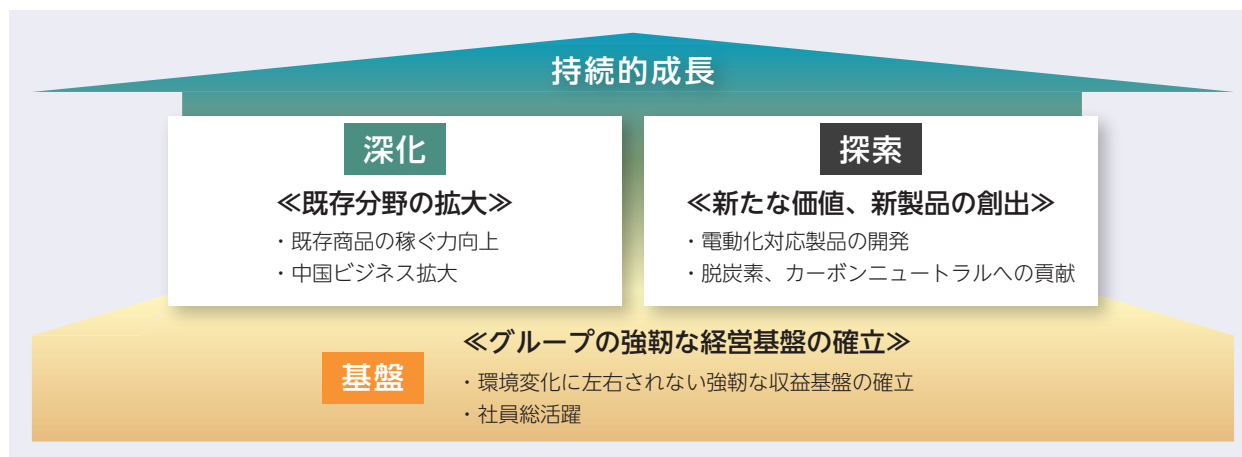 持続的成長
深化
≪既存分野の拡大≫
・既存商品の稼ぐ力向上
・中国ビジネス拡大
探索
≪新たな価値、新製品の創出≫
・電動化対応製品の開発
・脱炭素、カーボンニュートラルへの貢献
基盤
≪グループの強靭な経営基盤の確立≫
・環境変化に左右されない強靭な収益基盤の確立
・社員総活躍